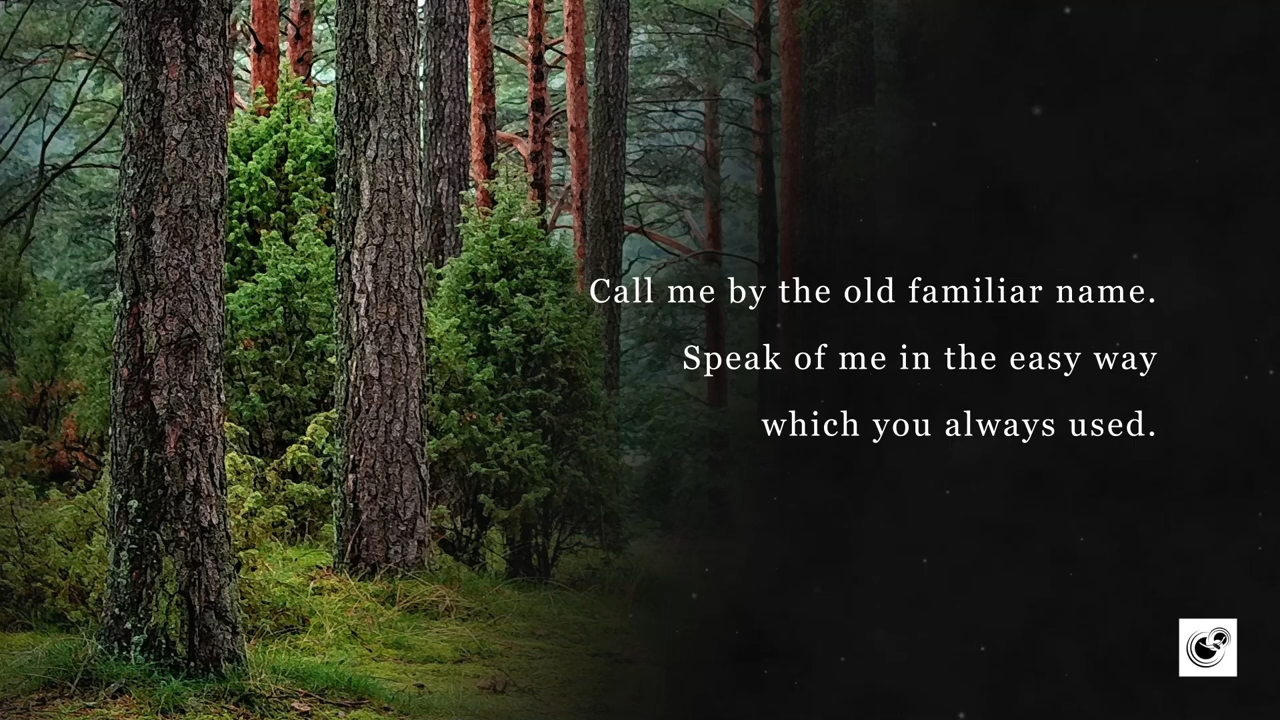 Call me by the old familiar name.
Speak of me in the easy way
which you always used.